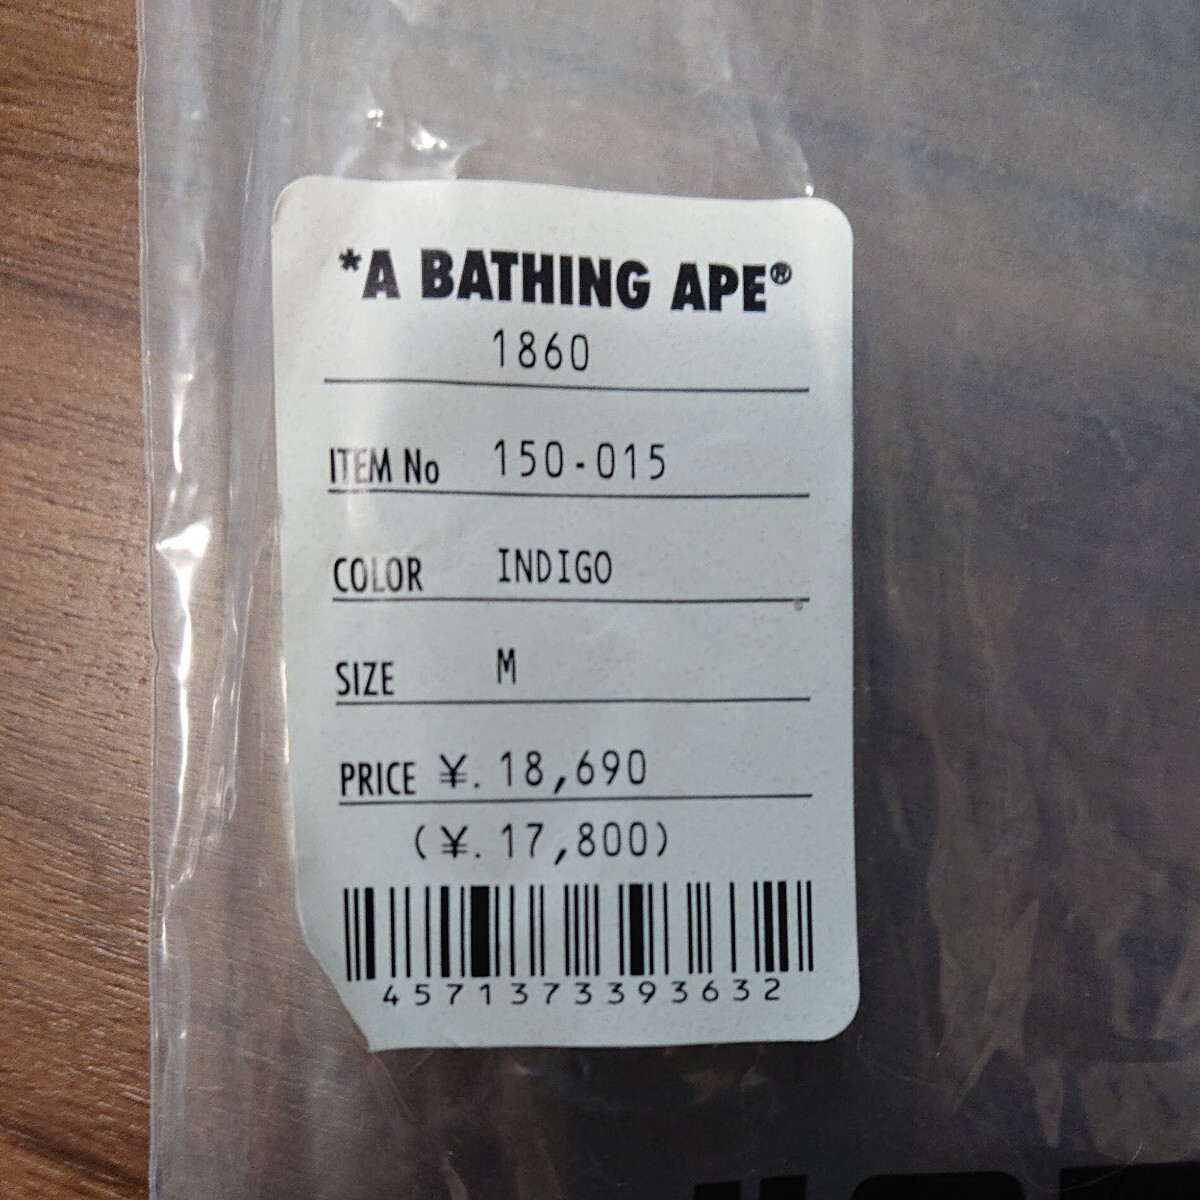 *A BATHING APE®
1860
ITEM No 150-015
COLOR INDIGO
SIZE M
PRICE ¥. 18,690
(¥. 17,800)
4571373393632